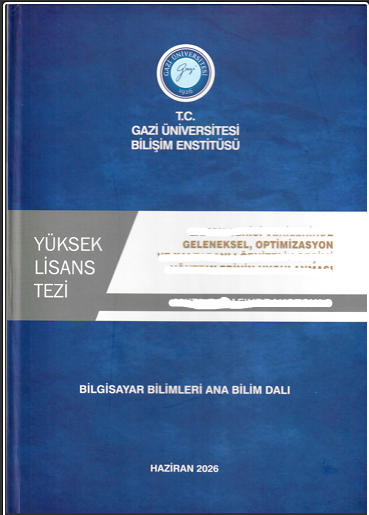 GAZİ ÜNİVERSİTESİ
1926
T.C.
GAZİ ÜNİVERSİTESİ
BİLİŞİM ENSTİTÜSÜ
YÜKSEK
LİSANS
TEZİ
GELENEKSEL, OPTİMİZASYON
BİLGİSAYAR BİLİMLERİ ANA BİLİM DALI
HAZİRAN 2026